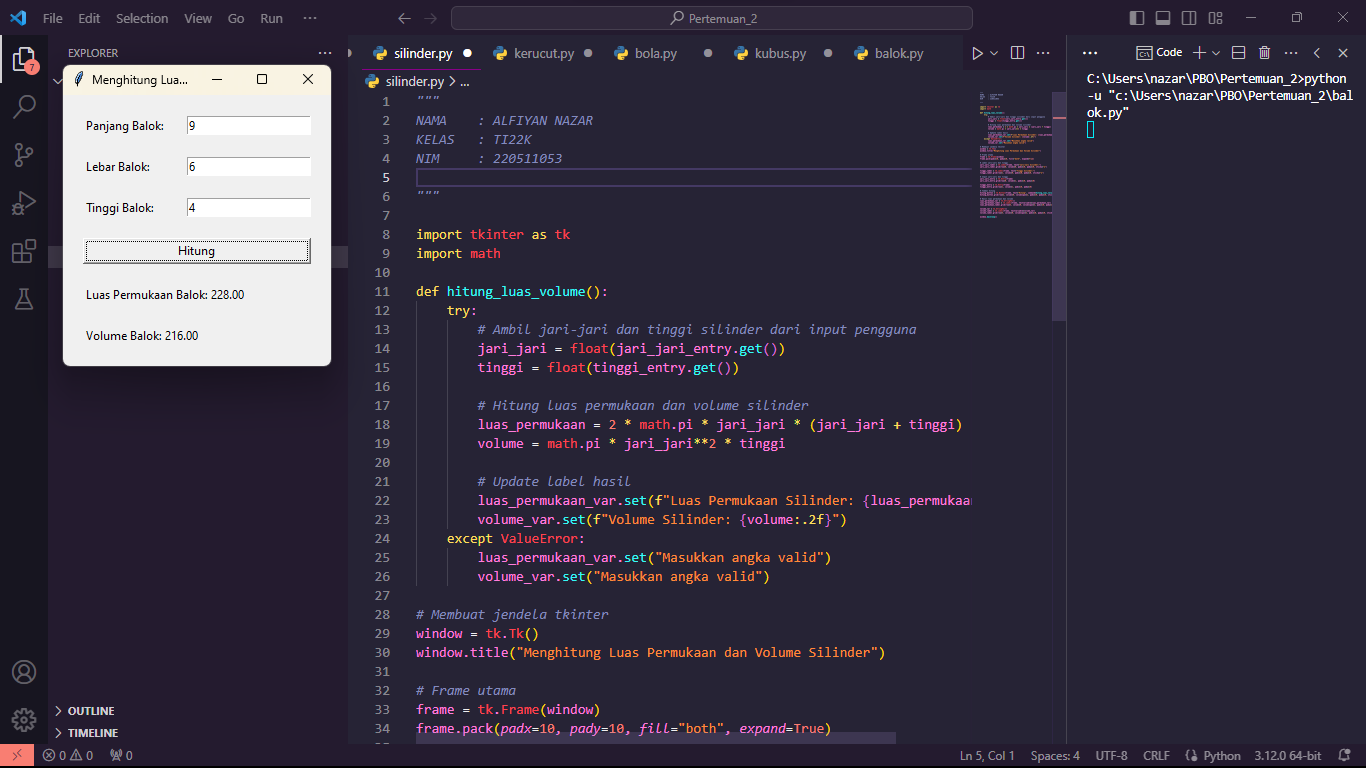 File Edit Selection View Go Run ···
Pertemuan_2
EXPLORER ···
7
Menghitung Lua...
Panjang Balok: 9
Lebar Balok: 6
Tinggi Balok: 4
Hitung
Luas Permukaan Balok: 228.00
Volume Balok: 216.00
OUTLINE
TIMELINE
silinder.py kerucut.py bola.py kubus.py balok.py
silinder.py > ...
1 """
2 NAMA    : ALFIYAN NAZAR
3 KELAS   : TI22K
4 NIM     : 220511053
5
6 """
7
8 import tkinter as tk
9 import math
10
11 def hitung_luas_volume():
12     try:
13         # Ambil jari-jari dan tinggi silinder dari input pengguna
14         jari_jari = float(jari_jari_entry.get())
15         tinggi = float(tinggi_entry.get())
16
17         # Hitung luas permukaan dan volume silinder
18         luas_permukaan = 2 * math.pi * jari_jari * (jari_jari + tinggi)
19         volume = math.pi * jari_jari**2 * tinggi
20
21         # Update label hasil
22         luas_permukaan_var.set(f"Luas Permukaan Silinder: {luas_permukaa
23         volume_var.set(f"Volume Silinder: {volume:.2f}")
24     except ValueError:
25         luas_permukaan_var.set("Masukkan angka valid")
26         volume_var.set("Masukkan angka valid")
27
28 # Membuat jendela tkinter
29 window = tk.Tk()
30 window.title("Menghitung Luas Permukaan dan Volume Silinder")
31
32 # Frame utama
33 frame = tk.Frame(window)
34 frame.pack(padx=10, pady=10, fill="both", expand=True)
Code
C:\Users\nazar\PBO\Pertemuan_2>python
-u "c:\Users\nazar\PBO\Pertemuan_2\bal
ok.py"
0 0 0
Ln 5, Col 1 Spaces: 4 UTF-8 CRLF Python 3.12.0 64-bit